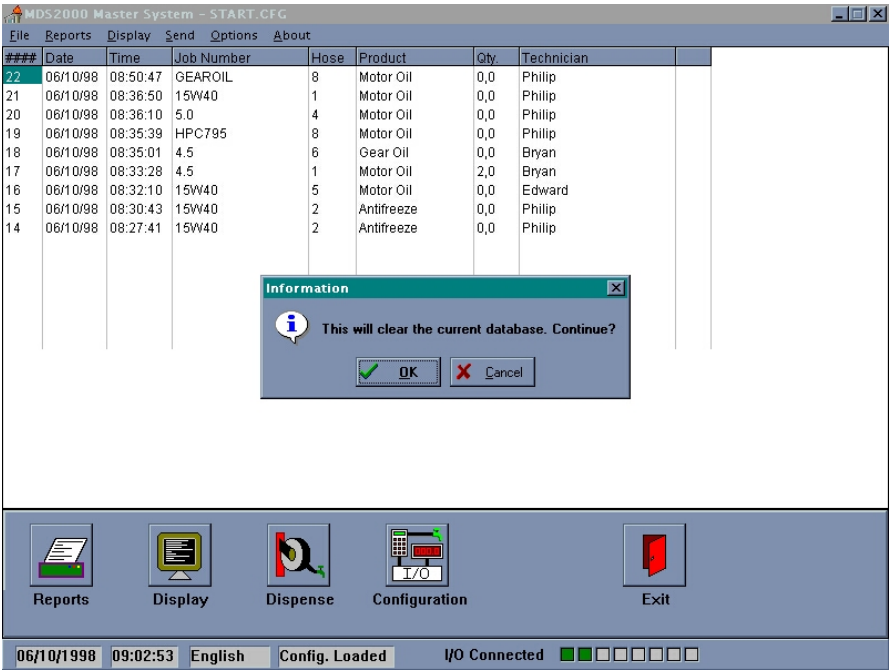 MDS2000 Master System - START.CFG
File Reports Display Send Options About
#### Date Time Job Number Hose Product Qty. Technician
22 06/10/98 08:50:47 GEAROIL 8 Motor Oil 0,0 Philip
21 06/10/98 08:36:50 15W40 1 Motor Oil 0,0 Philip
20 06/10/98 08:36:10 5.0 4 Motor Oil 0,0 Philip
19 06/10/98 08:35:39 HPC795 8 Motor Oil 0,0 Philip
18 06/10/98 08:35:01 4.5 6 Gear Oil 0,0 Bryan
17 06/10/98 08:33:28 4.5 1 Motor Oil 2,0 Bryan
16 06/10/98 08:32:10 15W40 5 Motor Oil 0,0 Edward
15 06/10/98 08:30:43 15W40 2 Antifreeze 0,0 Philip
14 06/10/98 08:27:41 15W40 2 Antifreeze 0,0 Philip
Information
This will clear the current database. Continue?
OK Cancel
I/O
Reports Display Dispense Configuration Exit
06/10/1998 09:02:53 English Config. Loaded I/O Connected